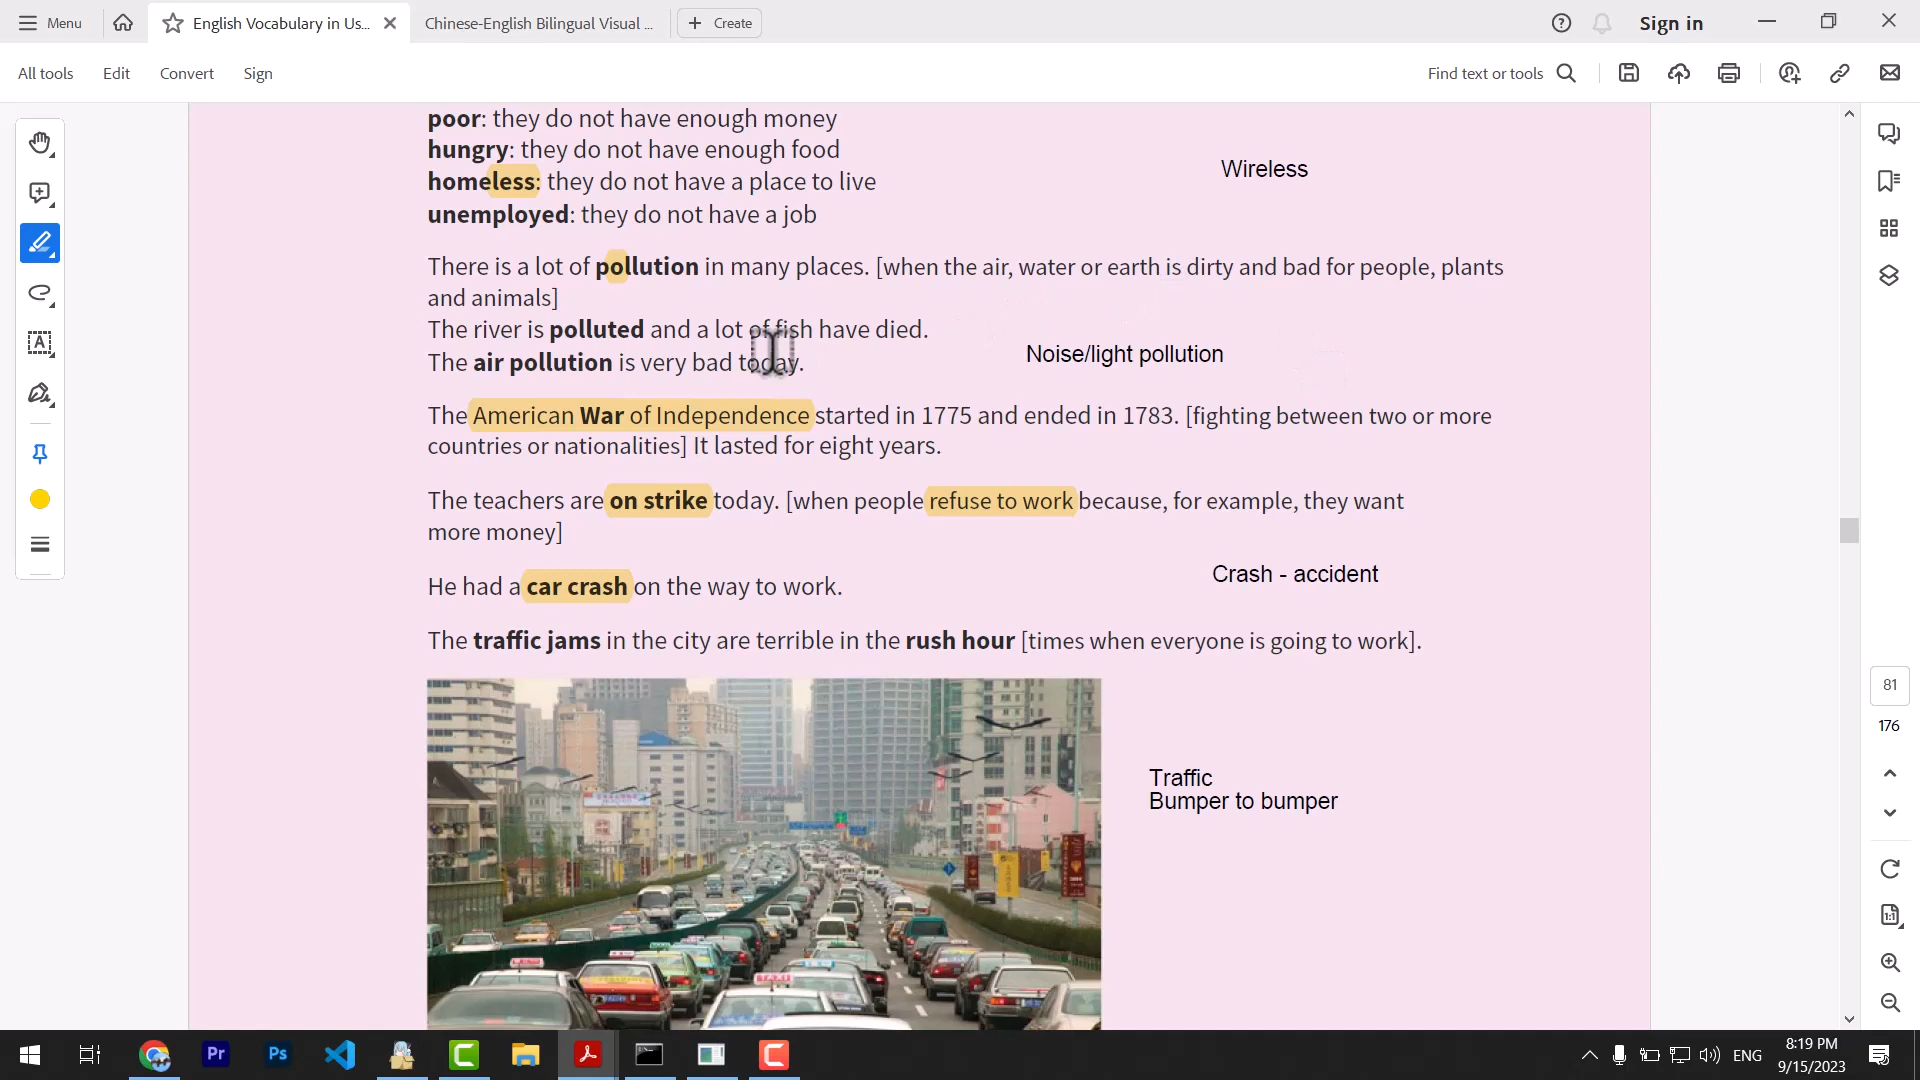 Menu
English Vocabulary in Us...
Chinese-English Bilingual Visual ...
Create
Sign in
All tools
Edit
Convert
Sign
Find text or tools
poor: they do not have enough money
hungry: they do not have enough food
homeless: they do not have a place to live
unemployed: they do not have a job
Wireless
There is a lot of pollution in many places. [when the air, water or earth is dirty and bad for people, plants
and animals]
The river is polluted and a lot of fish have died.
The air pollution is very bad today.
Noise/light pollution
The American War of Independence started in 1775 and ended in 1783. [fighting between two or more
countries or nationalities] It lasted for eight years.
The teachers are on strike today. [when people refuse to work because, for example, they want
more money]
He had a car crash on the way to work.
Crash - accident
The traffic jams in the city are terrible in the rush hour [times when everyone is going to work].
Traffic
Bumper to bumper
TAXI
81
176
Pr
Ps
ENG
8:19 PM
9/15/2023